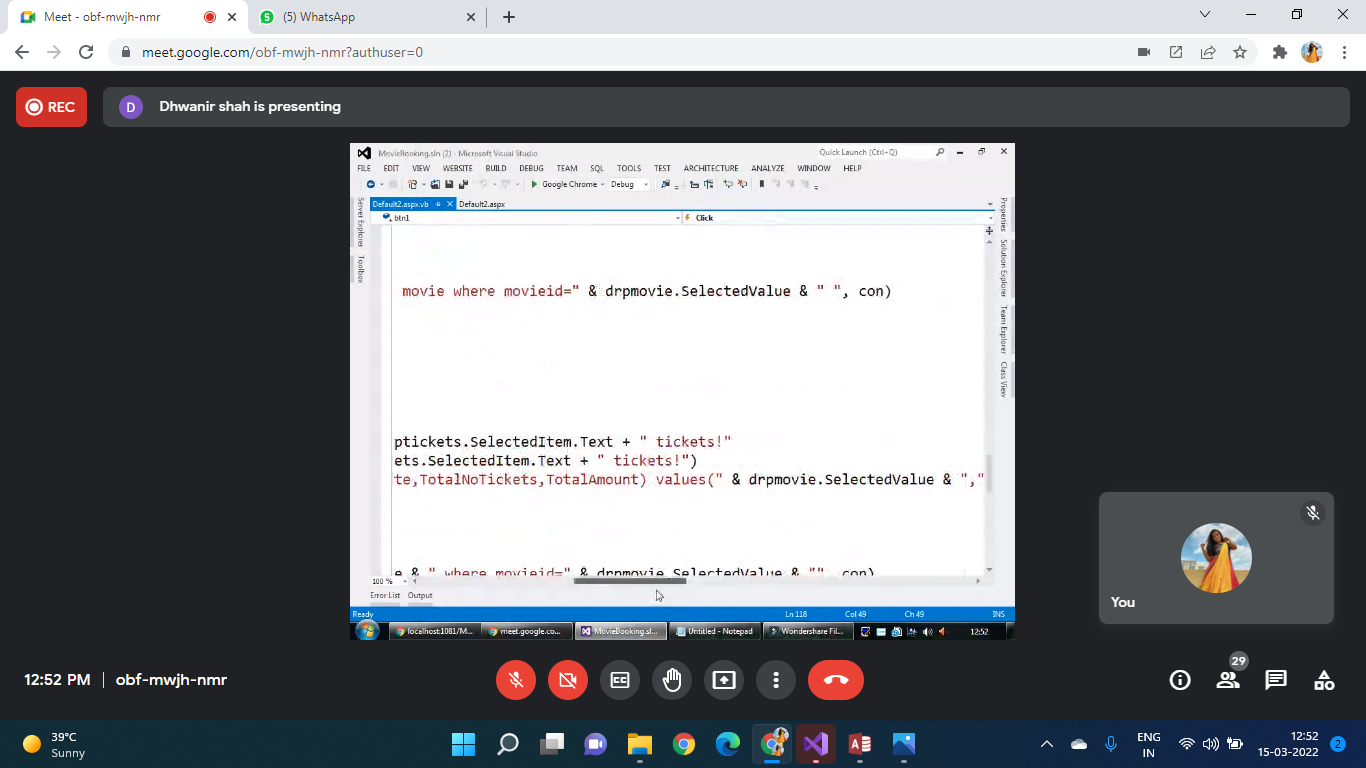 Meet - obf-mwjh-nmr
(5) WhatsApp
meet.google.com/obf-mwjh-nmr?authuser=0
REC
D
Dhwanir shah is presenting
MovieBooking.sln (2) - Microsoft Visual Studio
Quick Launch (Ctrl+Q)
FILE EDIT VIEW WEBSITE BUILD DEBUG TEAM SQL TOOLS TEST ARCHITECTURE ANALYZE WINDOW HELP
Google Chrome Debug
Default2.aspx.vb Default2.aspx
btn1 Click
Server Explorer
Toolbox
Properties
Solution Explorer
Team Explorer
Class View
movie where movieid=" & drpmovie.SelectedValue & " ", con)
ptickets.SelectedItem.Text + " tickets!"
ets.SelectedItem.Text + " tickets!")
te,TotalNoTickets,TotalAmount) values(" & drpmovie.SelectedValue & ","
e & " where movieid=" & drpmovie.SelectedValue & "", con)
100 %
Error List Output
Ready Ln 118 Col 49 Ch 49 INS
localhost:1081/M... meet.google.co... MovieBooking.sl... Untitled - Notepad Wondershare Fil... 12:52
You
12:52 PM obf-mwjh-nmr
29
39°C
Sunny
ENG
IN
12:52
15-03-2022
2